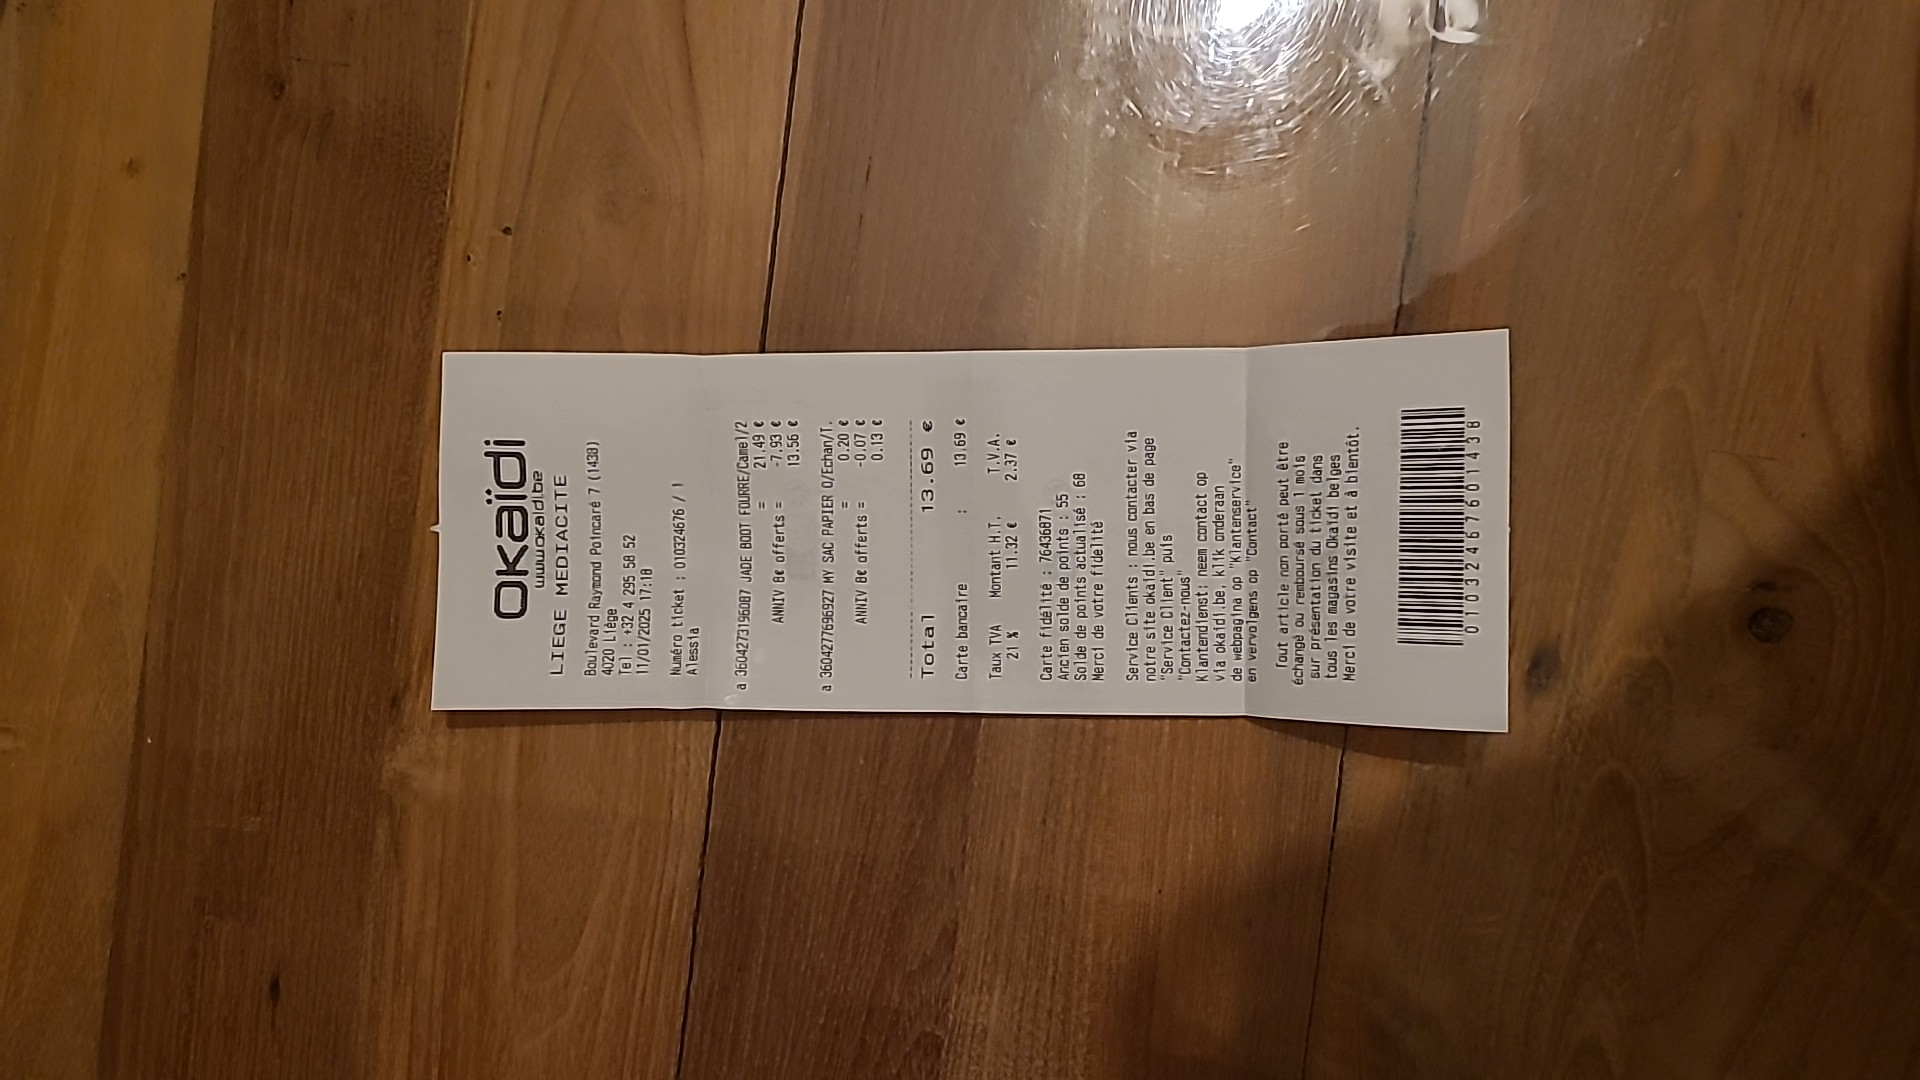 okaïdi
www.okaidi.be
LIEGE MEDIACITE
Boulevard Raymond Poincaré 7 (1438)
4020 Liège
Tél : +32 4 295 58 52
11/01/2025 17:18
Numéro ticket : 010324676 / 1
Alessia
a 3604273196087 JADE BOOT FOURRE/Camel/2
= 21.49 €
ANNIV 8€ offerts = -7.93 €
13.56 €
a 3604277696927 MY SAC PAPIER O/Echan/T.
= 0.20 €
ANNIV 8€ offerts = -0.07 €
0.13 €
Total 13.69 €
Carte bancaire : 13.69 €
Taux TVA Montant H.T. T.V.A.
21 % 11.32 € 2.37 €
Carte fidélité : 76436871
Ancien solde de points : 55
Solde de points actualisé : 68
Merci de votre fidélité
Service Clients : nous contacter via
notre site okaidi.be en bas de page
"Service Client" puis
"Contactez-nous"
Klantendienst: neem contact op
via okaidi.be, klik onderaan
de webpagina op "Klantenservice"
en vervolgens op "Contact"
Tout article non porté peut être
échangé ou remboursé sous 1 mois
sur présentation du ticket dans
tous les magasins Okaïdi belges
Merci de votre visite et à bientôt.
01032467601438